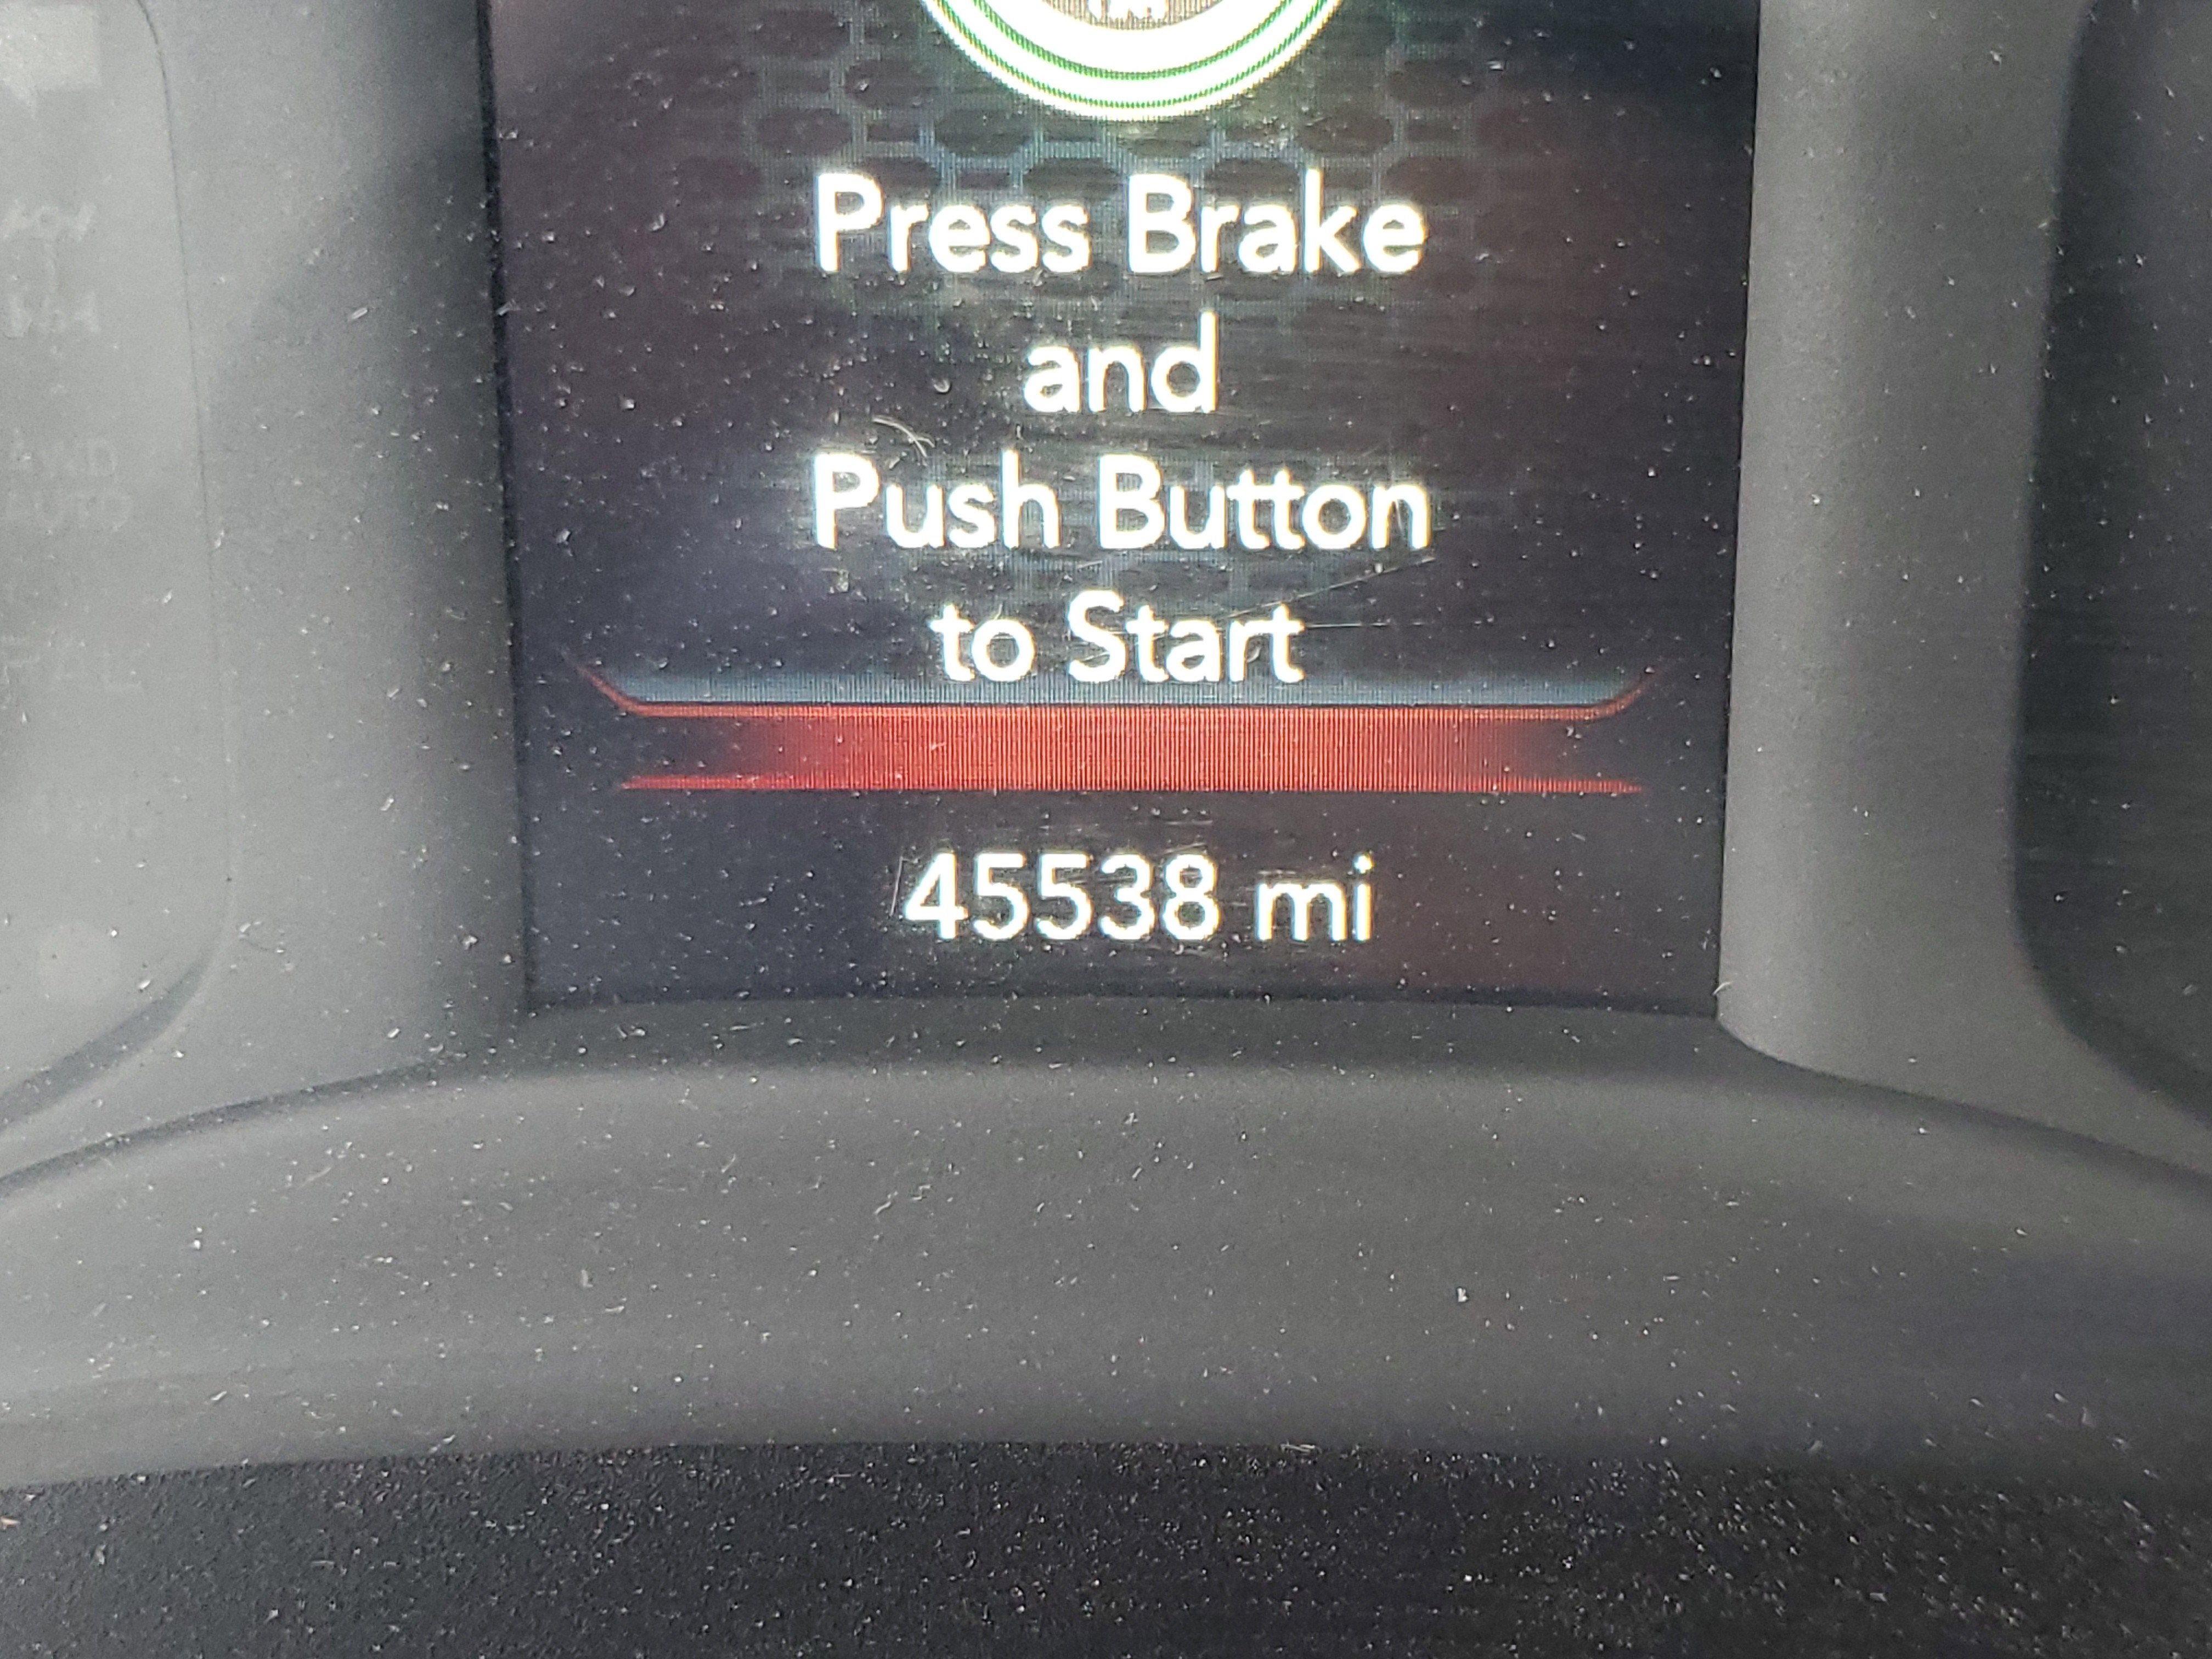 Press Brake
and
Push Button
to Start
45538 mi